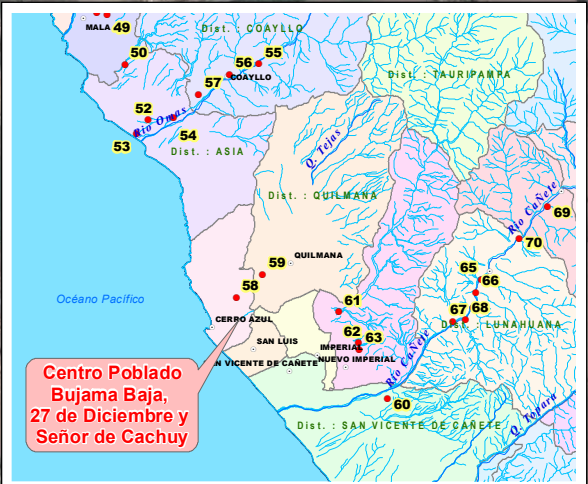 MALA 49
Dist. : COAYLLO
50
56
55
COAYLLO
57
Dist. : TAURIPAMPA
52
Río Omas
53
54
Dist. : ASIA
Q. Tejas
Dist. : QUILMANA
Río CaÑete
69
70
QUILMANA
59
65
66
58
Océano Pacífico
61
67
68
CERRO AZUL
Dist. : LUNAHUANA
62
63
SAN LUIS
IMPERIAL
NUEVO IMPERIAL
N VICENTE DE CAÑETE
Río CaÑete
Centro Poblado
Bujama Baja,
27 de Diciembre y
Señor de Cachuy
60
Dist. : SAN VICENTE DE CAÑETE
Q. Topara